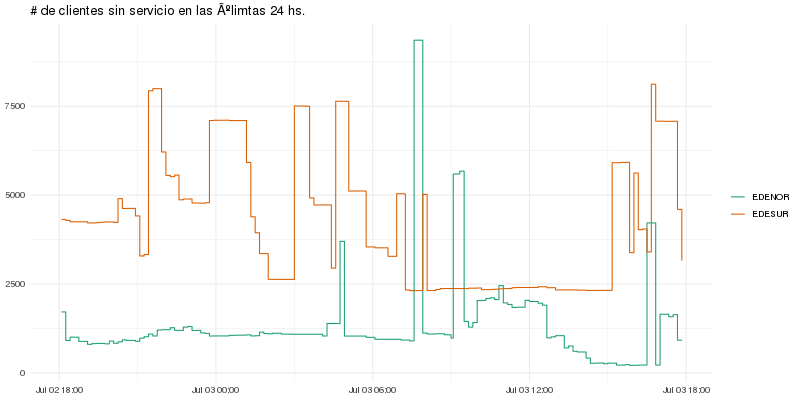 # de clientes sin servicio en las Ãºlimtas 24 hs.
7500
5000
2500
0
Jul 02 18:00
Jul 03 00:00
Jul 03 06:00
Jul 03 12:00
Jul 03 18:00
EDENOR
EDESUR